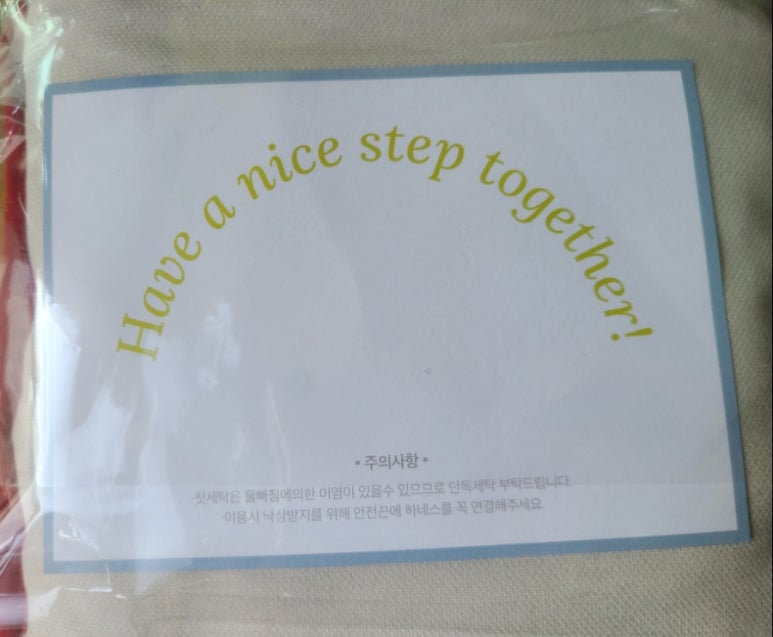 Have a nice step together!
• 주의사항 •
첫세탁은 물빠짐에의한 이염이 있을수 있으므로 단독세탁 부탁드립니다.
·이용시 낙상방지를 위해 안전끈에 하네스를 꼭 연결해주세요.